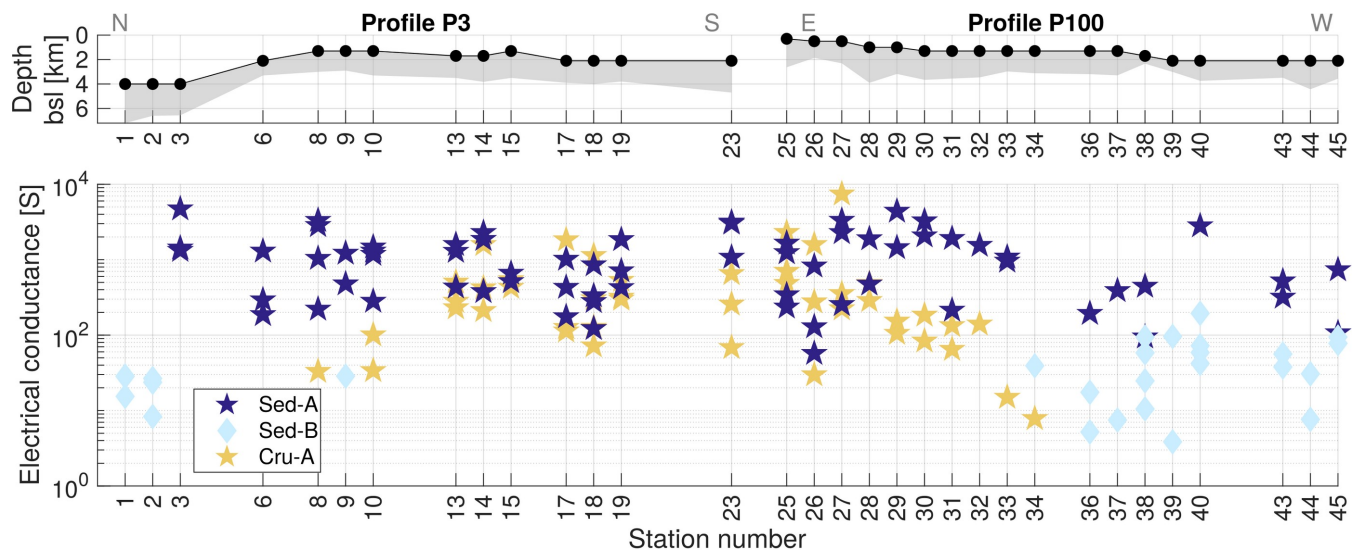 N Profile P3 S E Profile P100 W
Depth
bsl [km]
0
2
4
6
1 2 3 6 8 9 10 13 14 15 17 18 19 23 25 26 27 28 29 30 31 32 33 34 36 37 38 39 40 43 44 45
Electrical conductance [S]
10^4
10^2
10^0
Sed-A
Sed-B
Cru-A
1 2 3 6 8 9 10 13 14 15 17 18 19 23 25 26 27 28 29 30 31 32 33 34 36 37 38 39 40 43 44 45
Station number